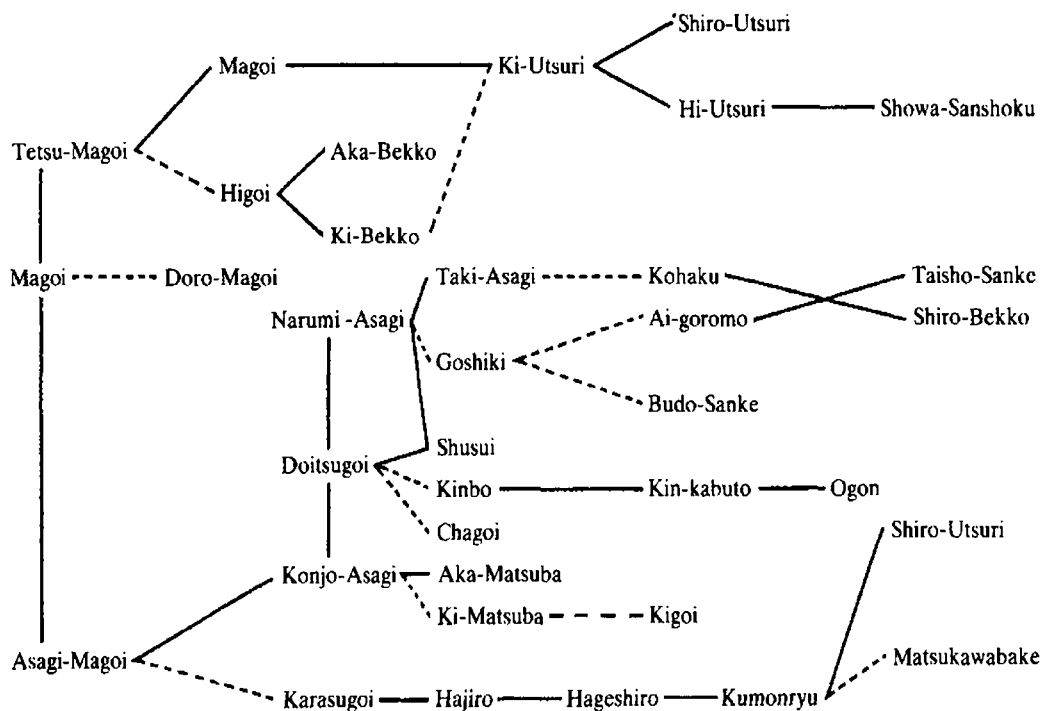 Shiro-Utsuri
Magoi
Ki-Utsuri
Hi-Utsuri
Showa-Sanshoku
Tetsu-Magoi
Aka-Bekko
Higoi
Ki-Bekko
Magoi
Doro-Magoi
Taki-Asagi
Kohaku
Taisho-Sanke
Narumi -Asagi
Ai-goromo
Shiro-Bekko
Goshiki
Budo-Sanke
Shusui
Doitsugoi
Kinbo
Kin-kabuto
Ogon
Chagoi
Shiro-Utsuri
Konjo-Asagi
Aka-Matsuba
Ki-Matsuba
Kigoi
Asagi-Magoi
Matsukawabake
Karasugoi
Hajiro
Hageshiro
Kumonryu